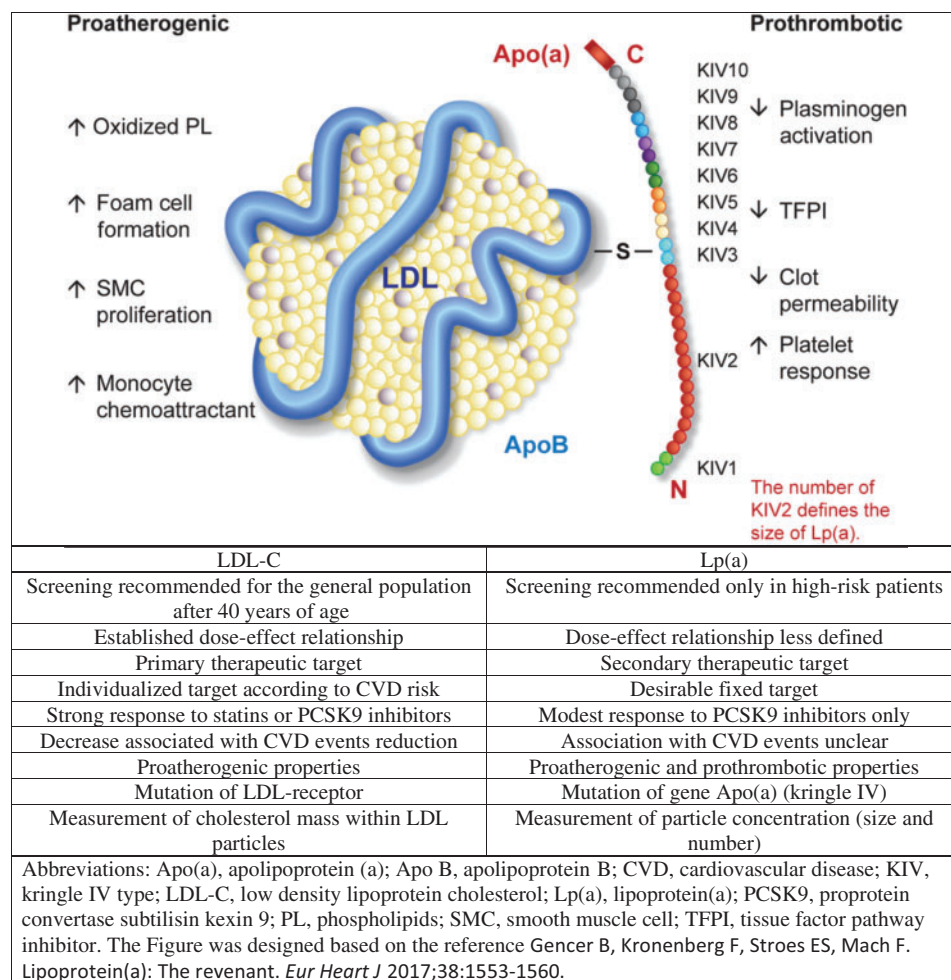 Proatherogenic
Prothrombotic
Apo(a)
C
↑ Oxidized PL
↑ Foam cell
formation
↑ SMC
proliferation
↑ Monocyte
chemoattractant
LDL
ApoB
— S —
KIV10
KIV9
KIV8
KIV7
KIV6
KIV5
KIV4
KIV3
KIV2
KIV1
N
↓ Plasminogen
activation
↓ TFPI
↓ Clot
permeability
↑ Platelet
response
The number of
KIV2 defines the
size of Lp(a).
LDL-C
Lp(a)
Screening recommended for the general population
after 40 years of age
Screening recommended only in high-risk patients
Established dose-effect relationship
Dose-effect relationship less defined
Primary therapeutic target
Secondary therapeutic target
Individualized target according to CVD risk
Desirable fixed target
Strong response to statins or PCSK9 inhibitors
Modest response to PCSK9 inhibitors only
Decrease associated with CVD events reduction
Association with CVD events unclear
Proatherogenic properties
Proatherogenic and prothrombotic properties
Mutation of LDL-receptor
Mutation of gene Apo(a) (kringle IV)
Measurement of cholesterol mass within LDL
particles
Measurement of particle concentration (size and
number)
Abbreviations: Apo(a), apolipoprotein (a); Apo B, apolipoprotein B; CVD, cardiovascular disease; KIV,
kringle IV type; LDL-C, low density lipoprotein cholesterol; Lp(a), lipoprotein(a); PCSK9, proprotein
convertase subtilisin kexin 9; PL, phospholipids; SMC, smooth muscle cell; TFPI, tissue factor pathway
inhibitor. The Figure was designed based on the reference Gencer B, Kronenberg F, Stroes ES, Mach F.
Lipoprotein(a): The revenant. Eur Heart J 2017;38:1553-1560.